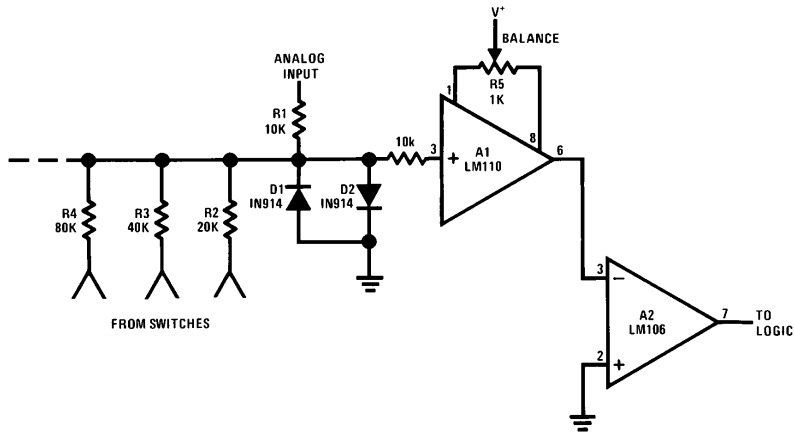 V+
BALANCE
R5
1K
ANALOG
INPUT
R1
10K
10k
1
8
3
+
A1
LM110
6
D1
IN914
D2
IN914
R4
80K
R3
40K
R2
20K
FROM SWITCHES
3
−
A2
LM106
7
TO
LOGIC
2
+